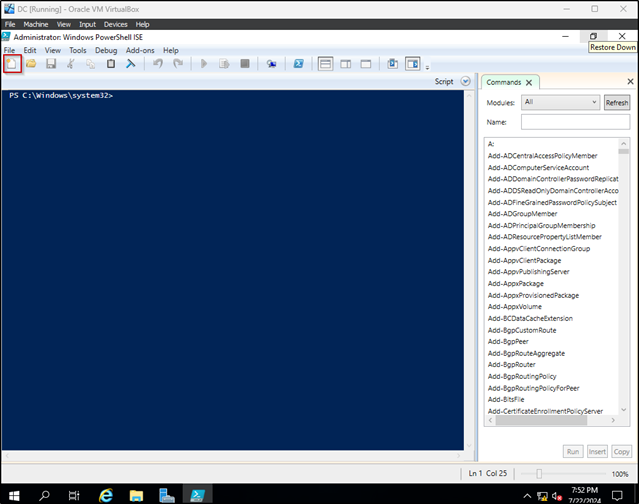 DC [Running] - Oracle VM VirtualBox
File Machine View Input Devices Help
Administrator: Windows PowerShell ISE
Restore Down
File Edit View Tools Debug Add-ons Help
Script
PS C:\Windows\system32>
Commands
Modules: All Refresh
Name:
A:
Add-ADCentralAccessPolicyMember
Add-ADComputerServiceAccount
Add-ADDomainControllerPasswordReplicat
Add-ADDSReadOnlyDomainControllerAcco
Add-ADFineGrainedPasswordPolicySubject
Add-ADGroupMember
Add-ADPrincipalGroupMembership
Add-ADResourcePropertyListMember
Add-AppvClientConnectionGroup
Add-AppvClientPackage
Add-AppvPublishingServer
Add-AppxPackage
Add-AppxProvisionedPackage
Add-AppxVolume
Add-BCDataCacheExtension
Add-BgpCustomRoute
Add-BgpPeer
Add-BgpRouteAggregate
Add-BgpRouter
Add-BgpRoutingPolicy
Add-BgpRoutingPolicyForPeer
Add-BitsFile
Add-CertificateEnrollmentPolicyServer
Run Insert Copy
Ln 1 Col 25 100%
7:52 PM
7/22/2024